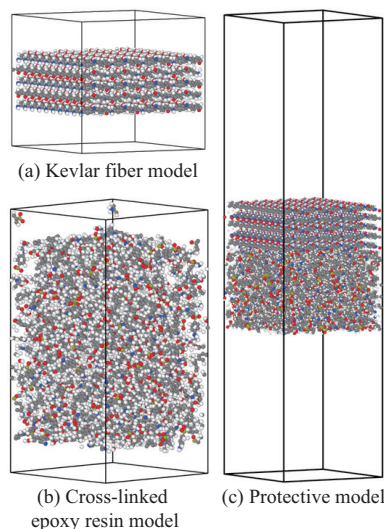 (a) Kevlar fiber model
(b) Cross-linked
epoxy resin model
(c) Protective model